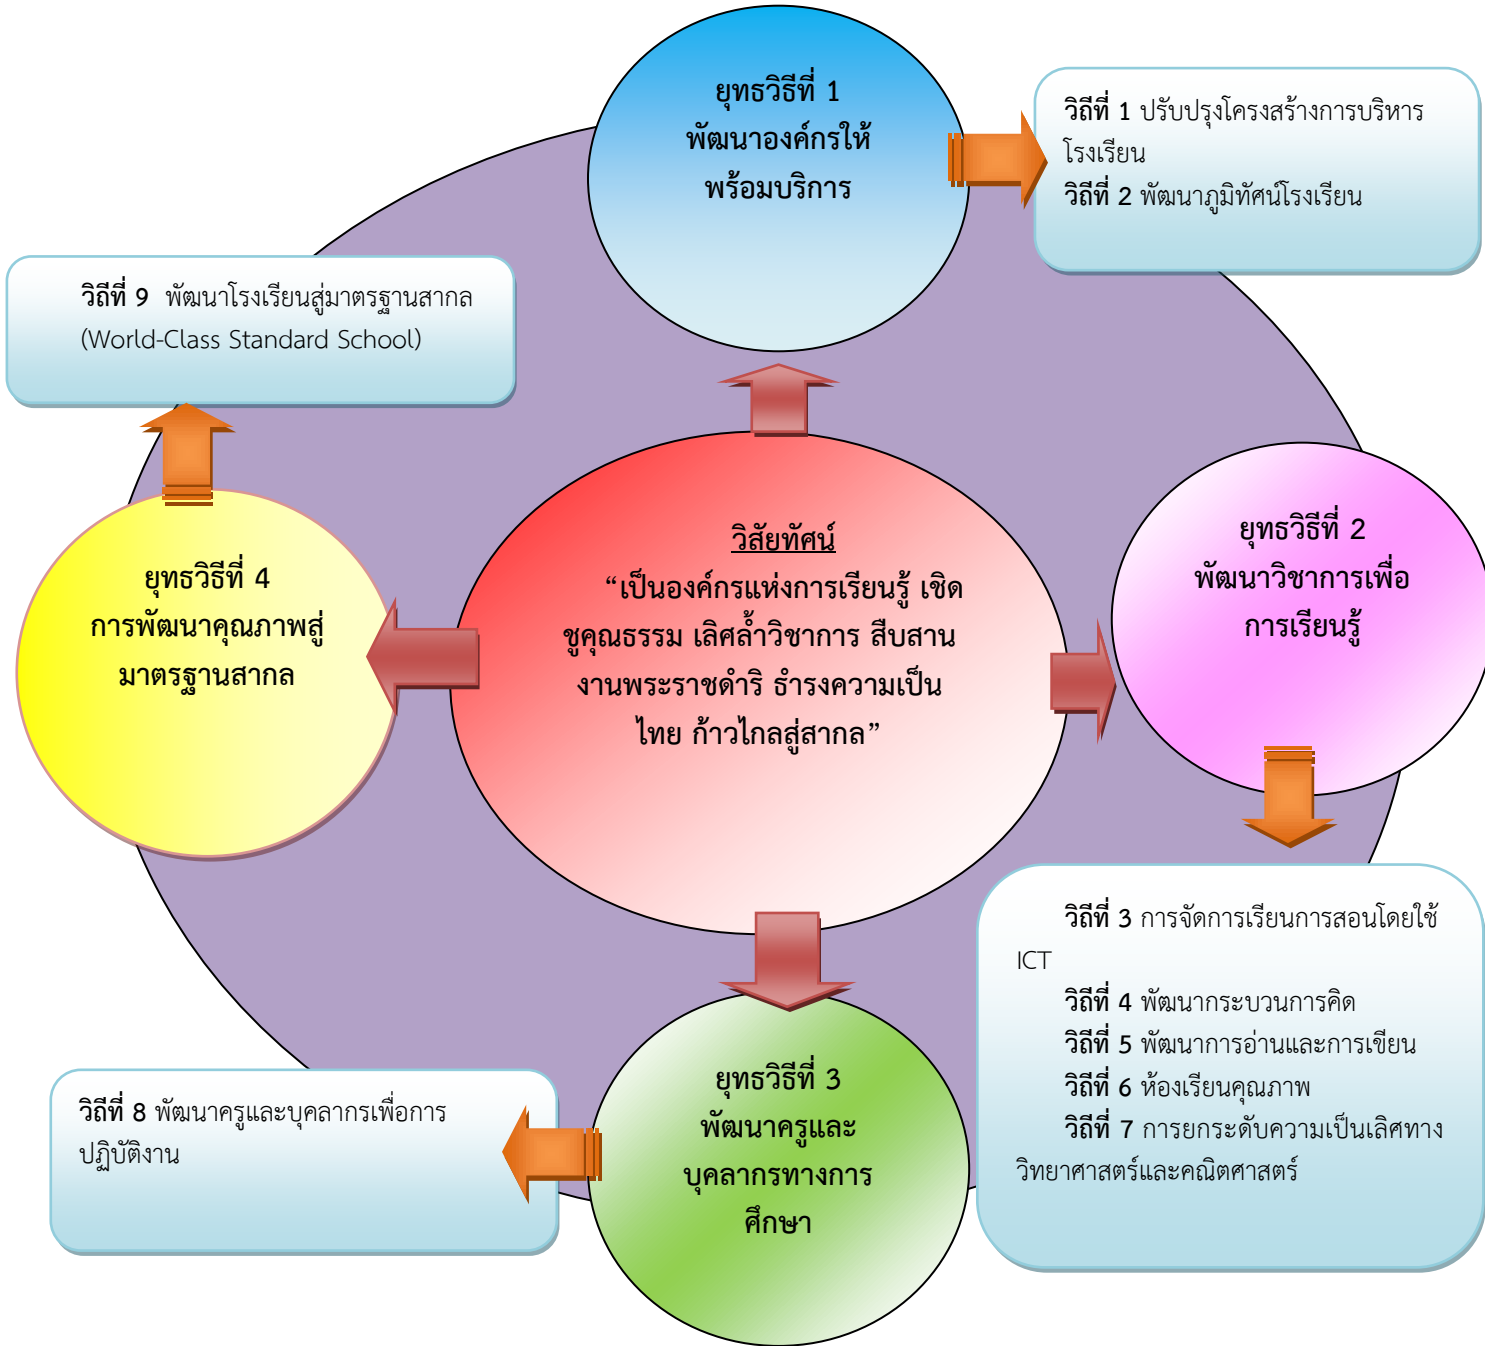 ยุทธวิธีที่ 1
พัฒนาองค์กรให้
พร้อมบริการ
วิถีที่ 1 ปรับปรุงโครงสร้างการบริหาร
โรงเรียน
วิถีที่ 2 พัฒนาภูมิทัศน์โรงเรียน
วิถีที่ 9 พัฒนาโรงเรียนสู่มาตรฐานสากล
(World-Class Standard School)
ยุทธวิธีที่ 4
การพัฒนาคุณภาพสู่
มาตรฐานสากล
วิสัยทัศน์
“เป็นองค์กรแห่งการเรียนรู้ เชิด
ชูคุณธรรม เลิศล้ำวิชาการ สืบสาน
งานพระราชดำริ ธำรงความเป็น
ไทย ก้าวไกลสู่สากล”
ยุทธวิธีที่ 2
พัฒนาวิชาการเพื่อ
การเรียนรู้
วิถีที่ 3 การจัดการเรียนการสอนโดยใช้
ICT
วิถีที่ 4 พัฒนากระบวนการคิด
วิถีที่ 5 พัฒนาการอ่านและการเขียน
วิถีที่ 6 ห้องเรียนคุณภาพ
วิถีที่ 7 การยกระดับความเป็นเลิศทาง
วิทยาศาสตร์และคณิตศาสตร์
ยุทธวิธีที่ 3
พัฒนาครูและ
บุคลากรทางการ
ศึกษา
วิถีที่ 8 พัฒนาครูและบุคลากรเพื่อการ
ปฏิบัติงาน